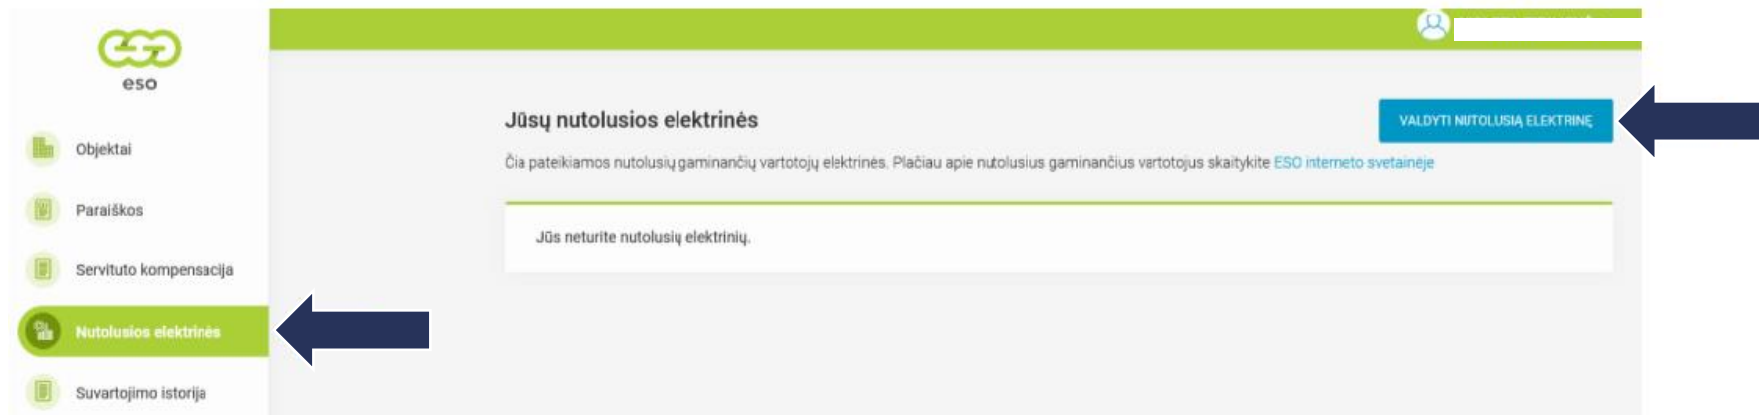 eso
Objektai
Paraiškos
Servituto kompensacija
Nutolusios elektrinės
Suvartojimo istorija
Jūsų nutolusios elektrinės
VALDYTI NUTOLUSIĄ ELEKTRINĘ
Čia pateikiamos nutolusių gaminančių vartotojų elektrinės. Plačiau apie nutolusius gaminančius vartotojus skaitykite ESO interneto svetainėje
Jūs neturite nutolusių elektrinių.